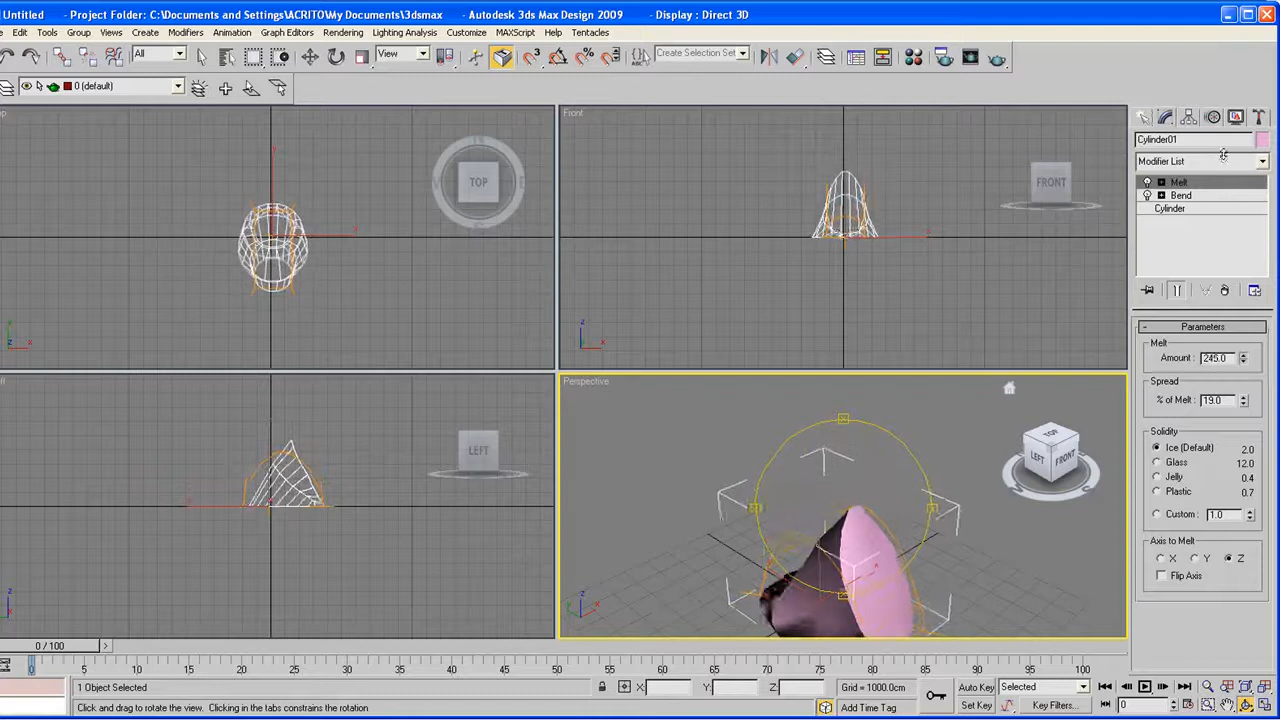 Untitled - Project Folder: C:\Documents and Settings\ACRITO\My Documents\3dsmax - Autodesk 3ds Max Design 2009 - Display : Direct 3D
Edit Tools Group Views Create Modifiers Animation Graph Editors Rendering Lighting Analysis Customize MAXScript Help Tentacles
All View Create Selection Set
0 (default)
Front
TOP FRONT
Cylinder01
Modifier List
Melt
Bend
Cylinder
Parameters
Melt
Amount : 245.0
Spread
% of Melt : 19.0
Solidity
Ice (Default) 2.0
Glass 12.0
Jelly 0.4
Plastic 0.7
Custom : 1.0
Axis to Melt
X Y Z
Flip Axis
Perspective
LEFT
TOP
LEFT FRONT
0 / 100
0 5 10 15 20 25 30 35 40 45 50 55 60 65 70 75 80 85 90 95 100
1 Object Selected X: Y: Z: Grid = 1000.0cm Auto Key Selected
Click and drag to rotate the view. Clicking in the tabs constrains the rotation Add Time Tag Set Key Key Filters... 0